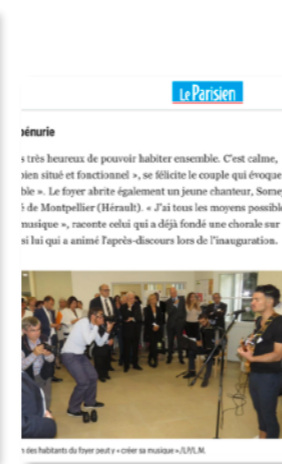 Le Parisien
pénurie
s très heureux de pouvoir habiter ensemble. C'est calme,
bien situé et fonctionnel », se félicite le couple qui évoque
ble ». Le foyer abrite également un jeune chanteur, Some
é de Montpellier (Hérault). « J'ai tous les moyens possible
musique », raconte celui qui a déjà fondé une chorale sur
si lui qui a animé l'après-discours lors de l'inauguration.
n des habitants du foyer peut y « créer sa musique »./LP/L.M.